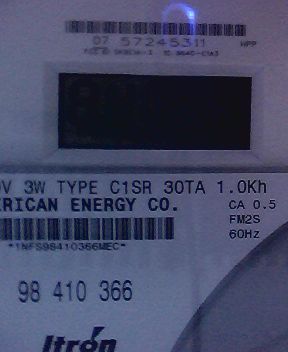 07 57245311 WPP
V 3W TYPE C1SR 30TA 1.0Kh
RICAN ENERGY CO. CA 0.5
FM2S
60Hz
*1NFS98410366MEC*
98 410 366
Itron